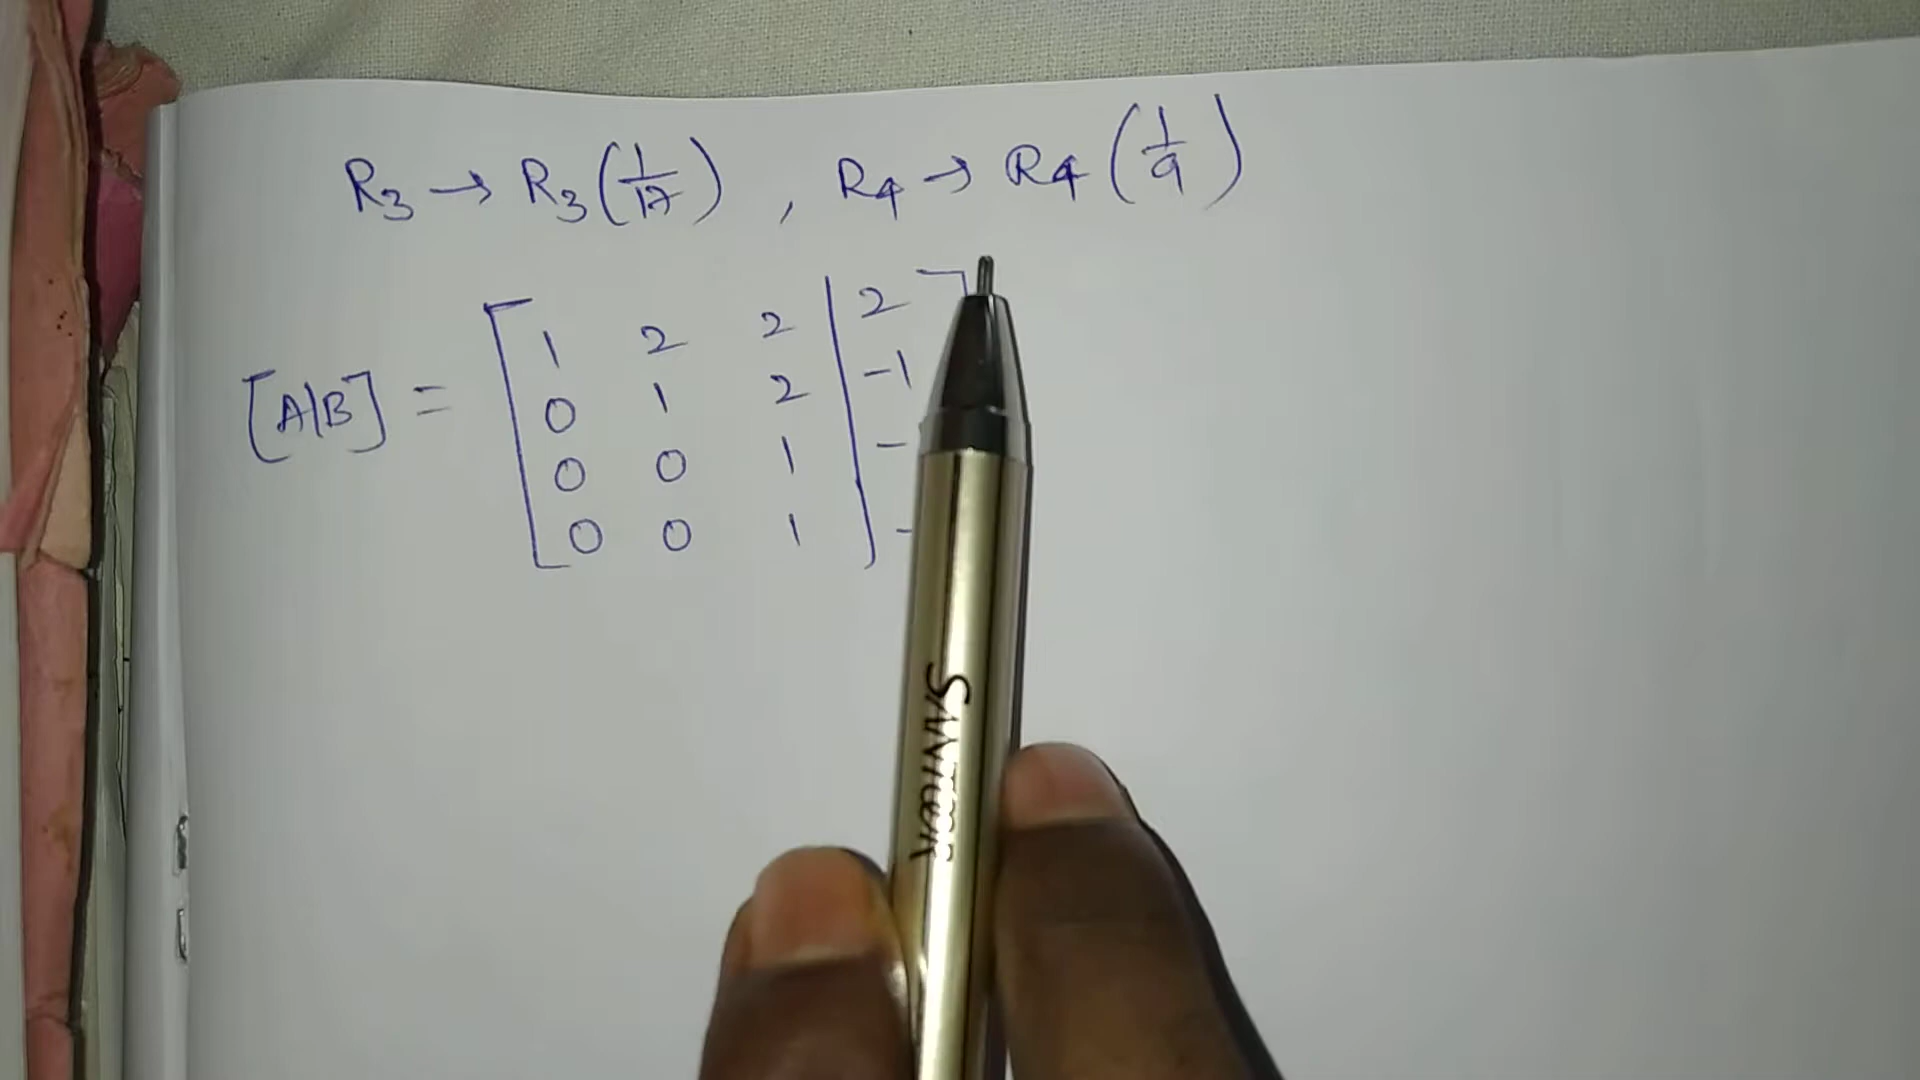 R3 → R3 (1/17) , R4 → R4 (1/9)
[A|B] =
1 2 2 | 2
0 1 2 | -1
0 0 1 | -
0 0 1 | -
SANTOOR